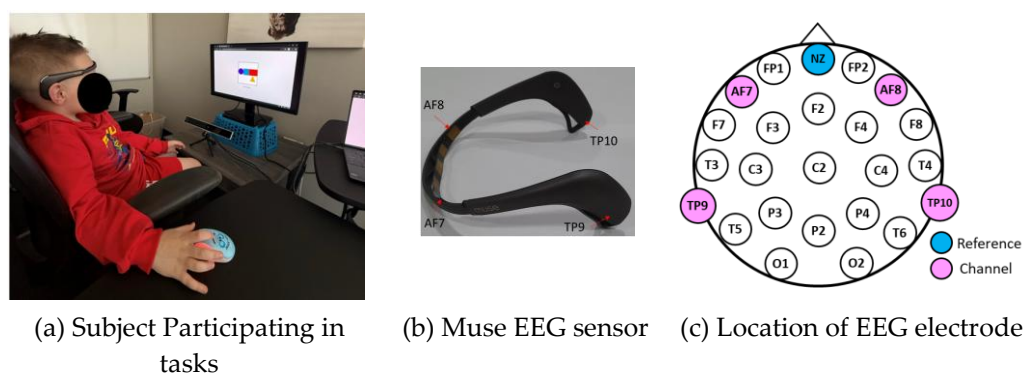 AF8
TP10
AF7
TP9
NZ
FP1
FP2
AF7
AF8
F2
F7
F3
F4
F8
T3
C3
C2
C4
T4
TP9
TP10
P3
P4
T5
P2
T6
O1
O2
Reference
Channel
(a) Subject Participating in
tasks
(b) Muse EEG sensor
(c) Location of EEG electrode